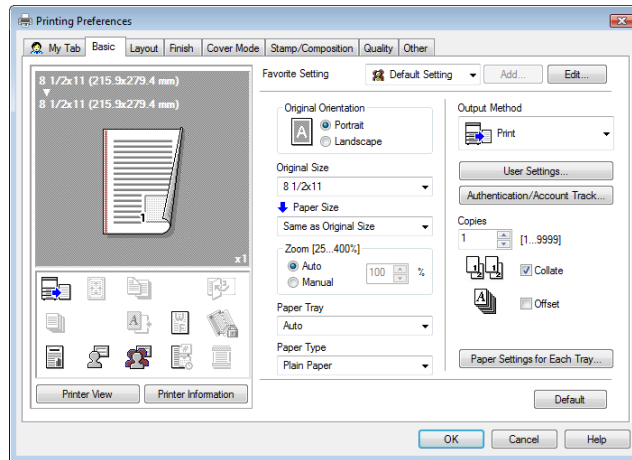 Printing Preferences
My Tab Basic Layout Finish Cover Mode Stamp/Composition Quality Other
8 1/2x11 (215.9x279.4 mm)
8 1/2x11 (215.9x279.4 mm)
1
x1
Printer View Printer Information
Favorite Setting Default Setting Add... Edit...
Original Orientation
A
Portrait
Landscape
Original Size
8 1/2x11
Paper Size
Same as Original Size
Zoom [25...400%]
Auto
Manual
100 %
Paper Tray
Auto
Paper Type
Plain Paper
Output Method
Print
User Settings...
Authentication/Account Track...
Copies
1 [1...9999]
Collate
Offset
Paper Settings for Each Tray...
Default
OK Cancel Help